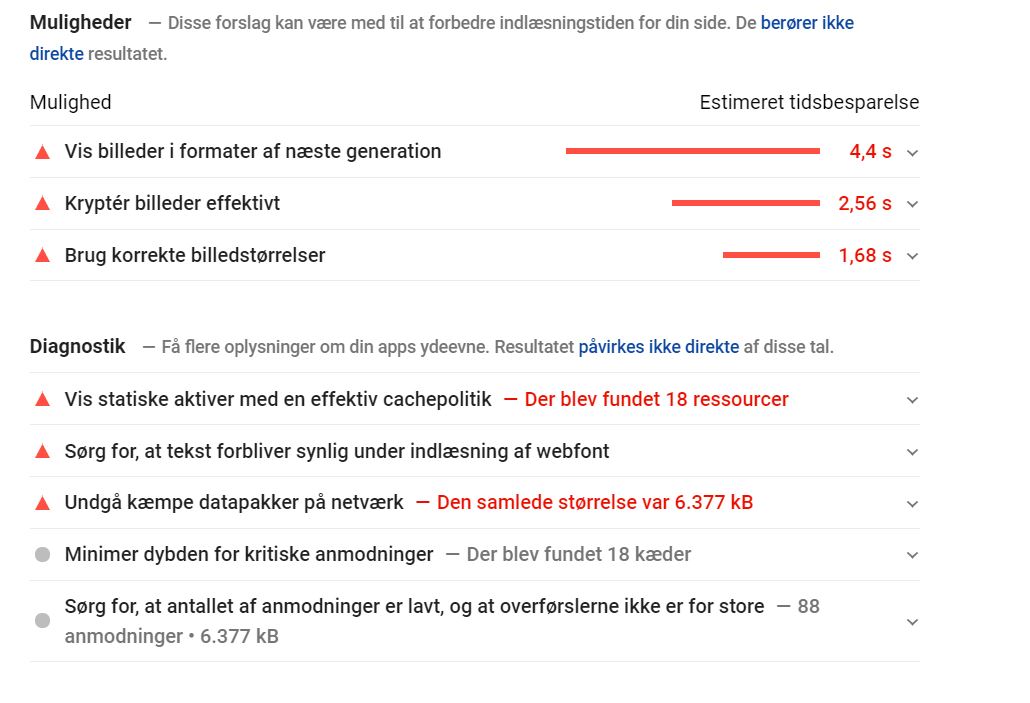 Muligheder — Disse forslag kan være med til at forbedre indlæsningstiden for din side. De berører ikke
direkte resultatet.
Mulighed Estimeret tidsbesparelse
Vis billeder i formater af næste generation 4,4 s
Kryptér billeder effektivt 2,56 s
Brug korrekte billedstørrelser 1,68 s
Diagnostik — Få flere oplysninger om din apps ydeevne. Resultatet påvirkes ikke direkte af disse tal.
Vis statiske aktiver med en effektiv cachepolitik — Der blev fundet 18 ressourcer
Sørg for, at tekst forbliver synlig under indlæsning af webfont
Undgå kæmpe datapakker på netværk — Den samlede størrelse var 6.377 kB
Minimer dybden for kritiske anmodninger — Der blev fundet 18 kæder
Sørg for, at antallet af anmodninger er lavt, og at overførslerne ikke er for store — 88
anmodninger • 6.377 kB